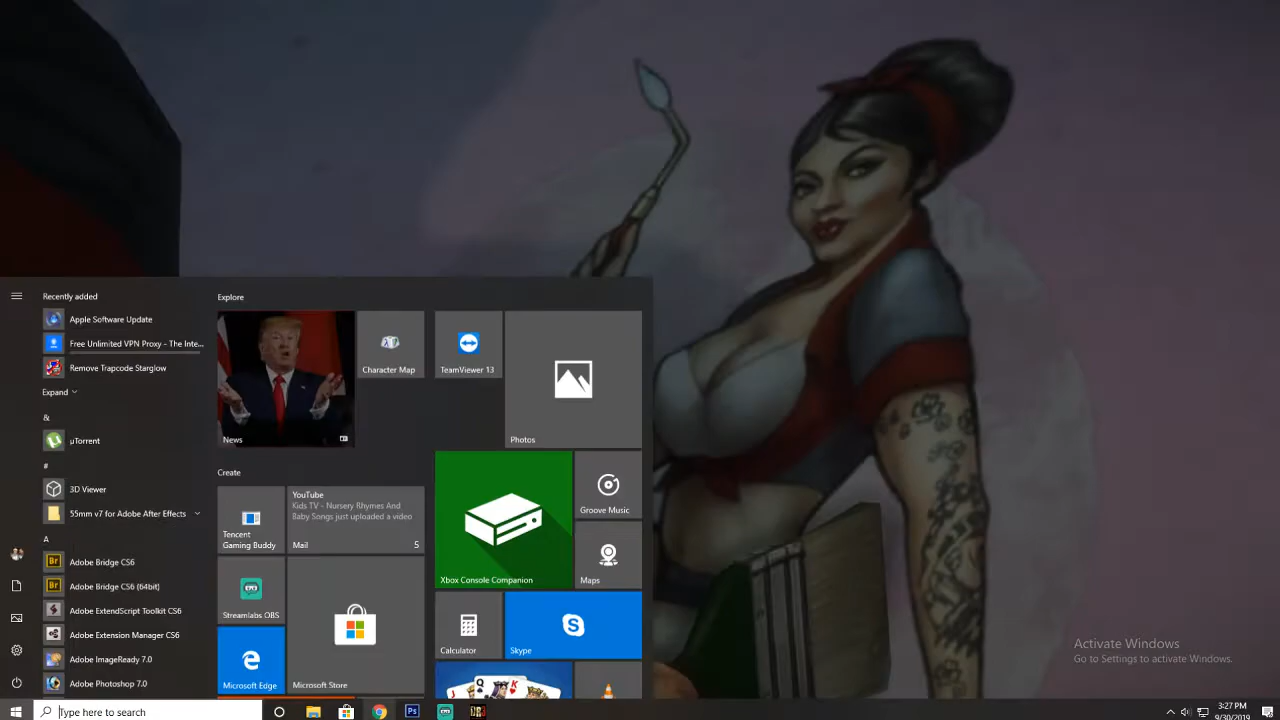 Recently added
Apple Software Update
Free Unlimited VPN Proxy - The Inte...
Remove Trapcode Starglow
Expand
&
µTorrent
#
3D Viewer
55mm v7 for Adobe After Effects
A
Adobe Bridge CS6
Adobe Bridge CS6 (64bit)
Adobe ExtendScript Toolkit CS6
Adobe Extension Manager CS6
Adobe ImageReady 7.0
Adobe Photoshop 7.0
Explore
News
Character Map
TeamViewer 13
Photos
Create
Tencent
Gaming Buddy
YouTube
Kids TV - Nursery Rhymes And
Baby Songs just uploaded a video
Mail
5
Xbox Console Companion
Groove Music
Maps
Streamlabs OBS
Microsoft Store
Calculator
Skype
Microsoft Edge
Activate Windows
Go to Settings to activate Windows.
Type here to search
3:27 PM
9/30/2019